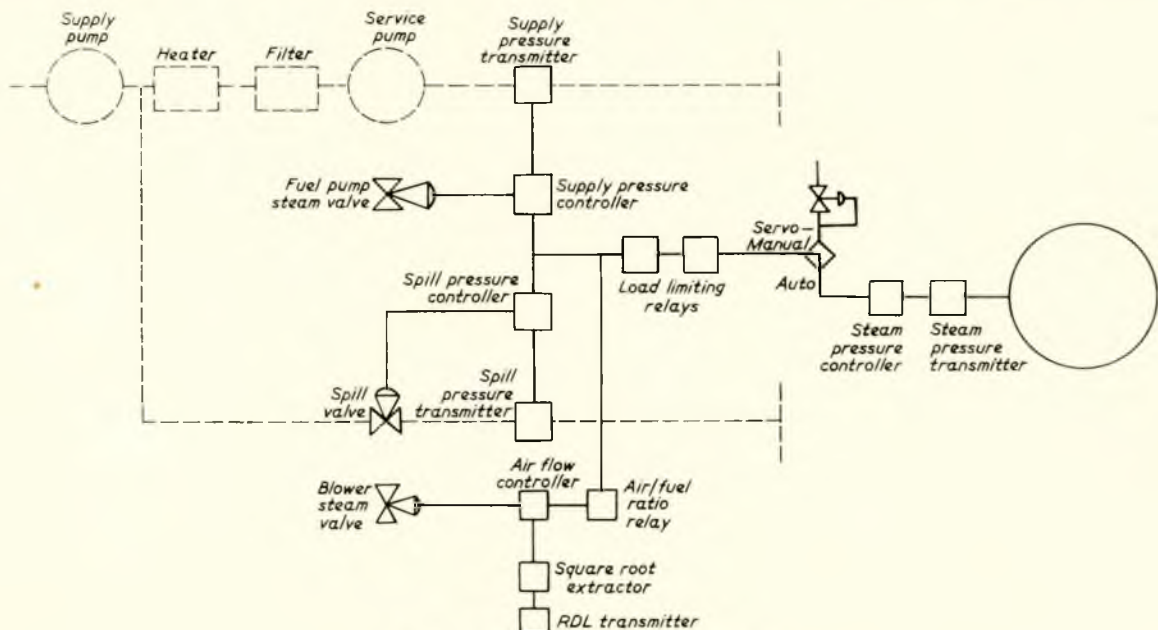 Supply
pump
Heater
Filter
Service
pump
Supply
pressure
transmitter
Fuel pump
steam valve
Supply pressure
controller
Servo-
Manual
Auto
Spill pressure
controller
Load limiting
relays
Steam
pressure
controller
Steam
pressure
transmitter
Spill
valve
Spill
pressure
transmitter
Air flow
controller
Blower
steam
valve
Air/fuel
ratio
relay
Square root
extractor
RDL transmitter